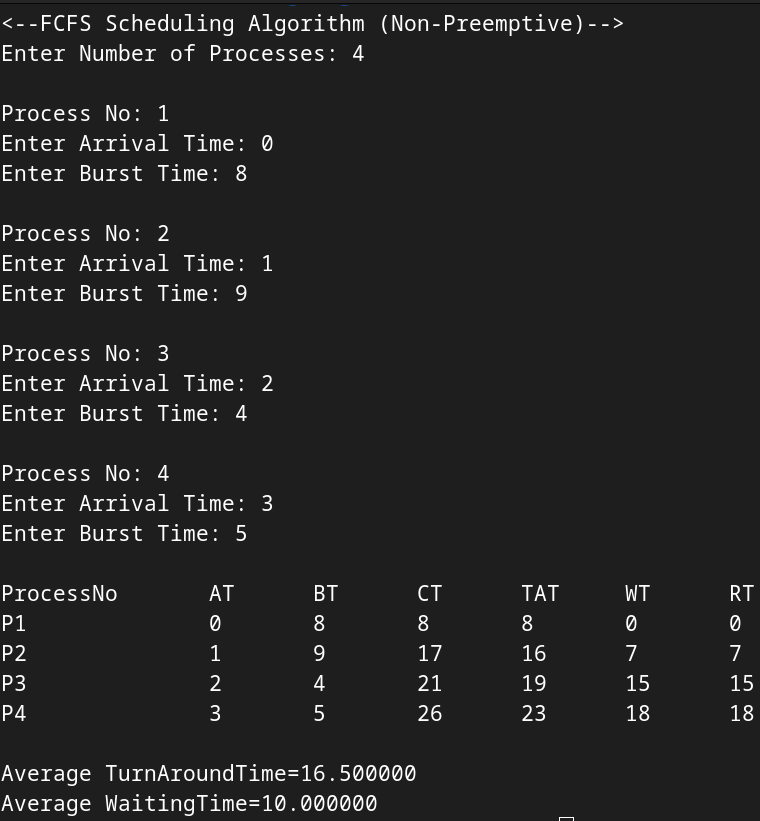 <--FCFS Scheduling Algorithm (Non-Preemptive)-->
Enter Number of Processes: 4
Process No: 1
Enter Arrival Time: 0
Enter Burst Time: 8
Process No: 2
Enter Arrival Time: 1
Enter Burst Time: 9
Process No: 3
Enter Arrival Time: 2
Enter Burst Time: 4
Process No: 4
Enter Arrival Time: 3
Enter Burst Time: 5
ProcessNo AT BT CT TAT WT RT
P1 0 8 8 8 0 0
P2 1 9 17 16 7 7
P3 2 4 21 19 15 15
P4 3 5 26 23 18 18
Average TurnAroundTime=16.500000
Average WaitingTime=10.000000